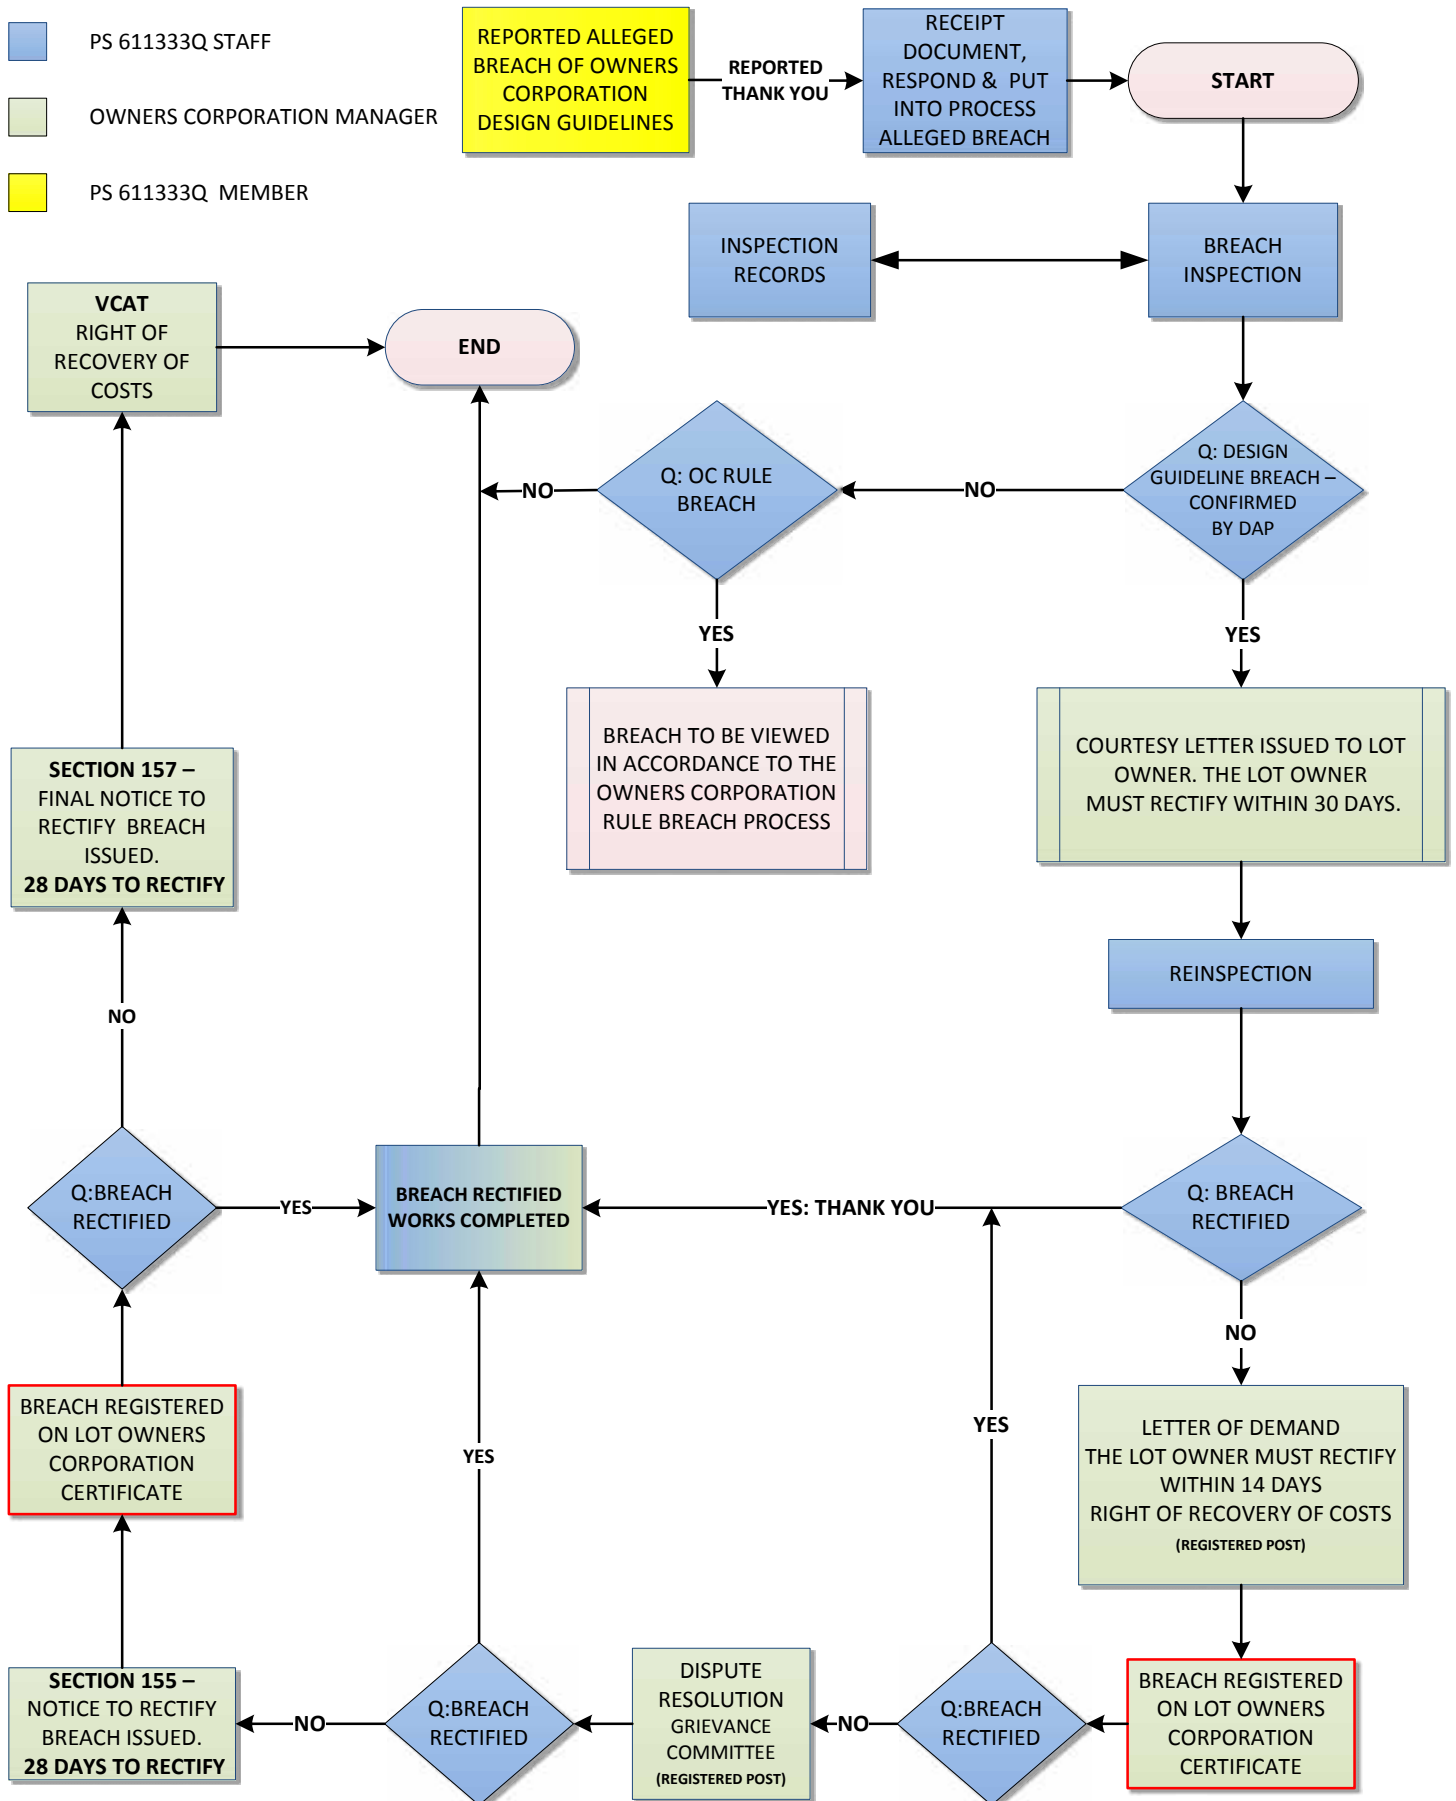 PS 611333Q STAFF
OWNERS CORPORATION MANAGER
PS 611333Q  MEMBER
REPORTED ALLEGED
BREACH OF OWNERS
CORPORATION
DESIGN GUIDELINES
REPORTED
THANK YOU
RECEIPT
DOCUMENT,
RESPOND &  PUT
INTO PROCESS
ALLEGED BREACH
START
INSPECTION
RECORDS
BREACH
INSPECTION
VCAT
RIGHT OF
RECOVERY OF
COSTS
END
Q: OC RULE
BREACH
NO
NO
Q: DESIGN
GUIDELINE BREACH –
CONFIRMED
BY DAP
YES
YES
BREACH TO BE VIEWED
IN ACCORDANCE TO THE
OWNERS CORPORATION
RULE BREACH PROCESS
COURTESY LETTER ISSUED TO LOT
OWNER. THE LOT OWNER
MUST RECTIFY WITHIN 30 DAYS.
SECTION 157 –
FINAL NOTICE TO
RECTIFY  BREACH
ISSUED.
28 DAYS TO RECTIFY
REINSPECTION
NO
Q:BREACH
RECTIFIED
YES
BREACH RECTIFIED
WORKS COMPLETED
YES: THANK YOU
Q: BREACH
RECTIFIED
NO
BREACH REGISTERED
ON LOT OWNERS
CORPORATION
CERTIFICATE
YES
YES
LETTER OF DEMAND
THE LOT OWNER MUST RECTIFY
WITHIN 14 DAYS
RIGHT OF RECOVERY OF COSTS
(REGISTERED POST)
SECTION 155 –
NOTICE TO RECTIFY
BREACH ISSUED.
28 DAYS TO RECTIFY
NO
Q:BREACH
RECTIFIED
DISPUTE
RESOLUTION
GRIEVANCE
COMMITTEE
(REGISTERED POST)
NO
Q:BREACH
RECTIFIED
BREACH REGISTERED
ON LOT OWNERS
CORPORATION
CERTIFICATE